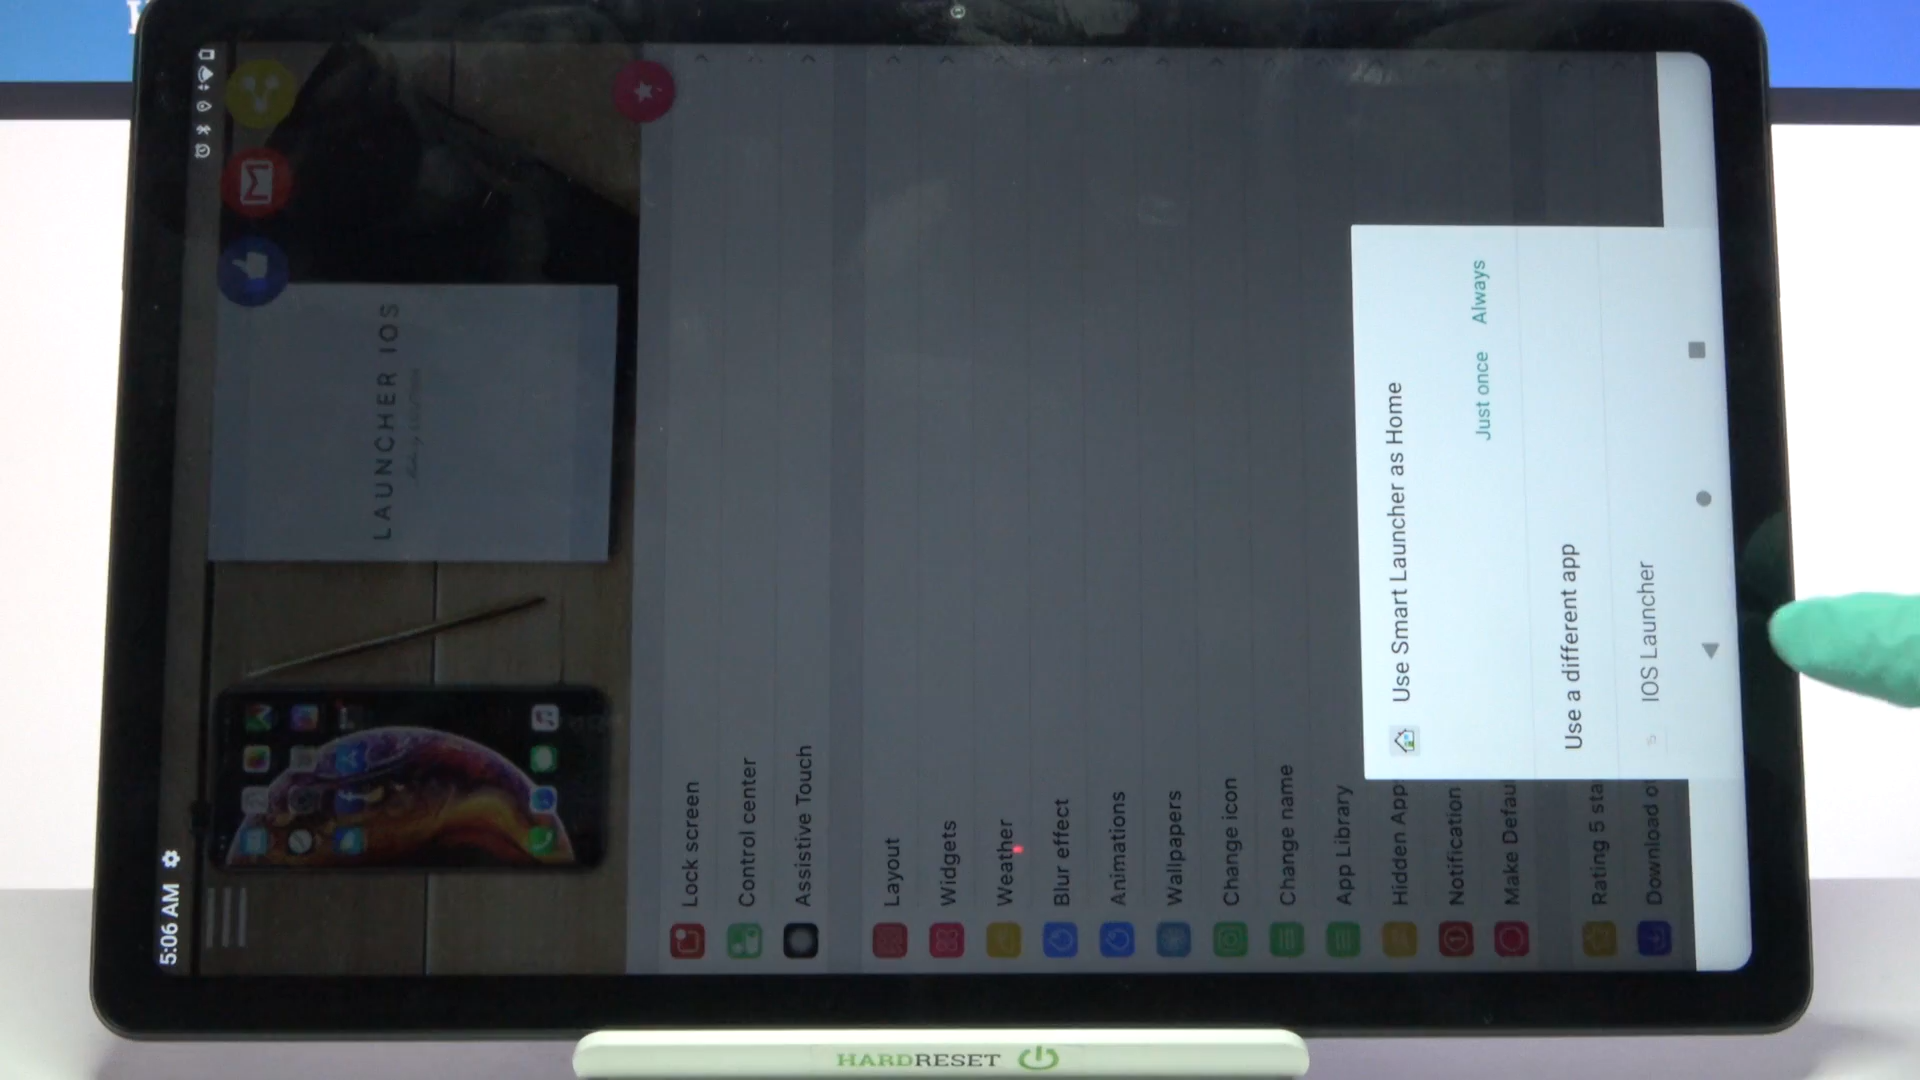 5:06 AM
LAUNCHER IOS
Lock screen
Control center
Assistive Touch
Layout
Widgets
Weather
Blur effect
Animations
Wallpapers
Change icon
Change name
App Library
Hidden App
Notification
Make Defau
Rating 5 sta
Download o
Use Smart Launcher as Home
Just once Always
Use a different app
IOS Launcher
HARDRESET